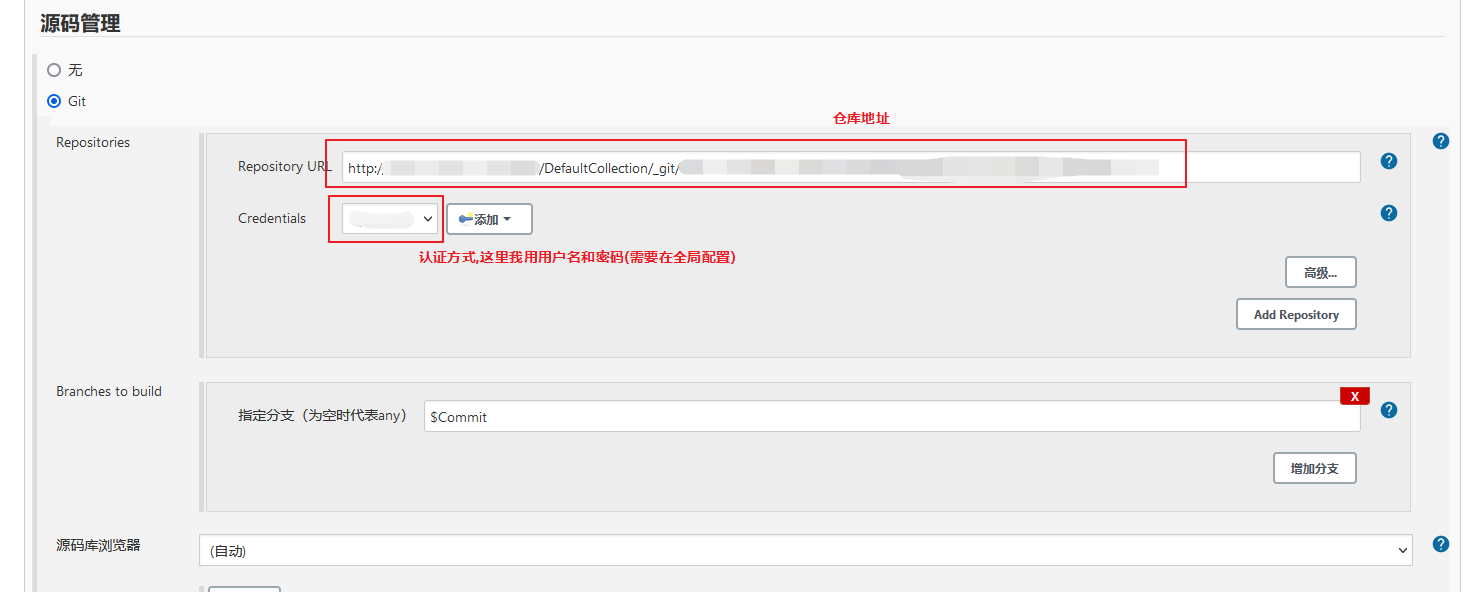 源码管理
无
Git
仓库地址
Repositories
Repository URL
http:/
/DefaultCollection/_git/
Credentials
添加
认证方式,这里我用用户名和密码(需要在全局配置)
高级...
Add Repository
Branches to build
X
指定分支（为空时代表any）
$Commit
增加分支
源码库浏览器
(自动)